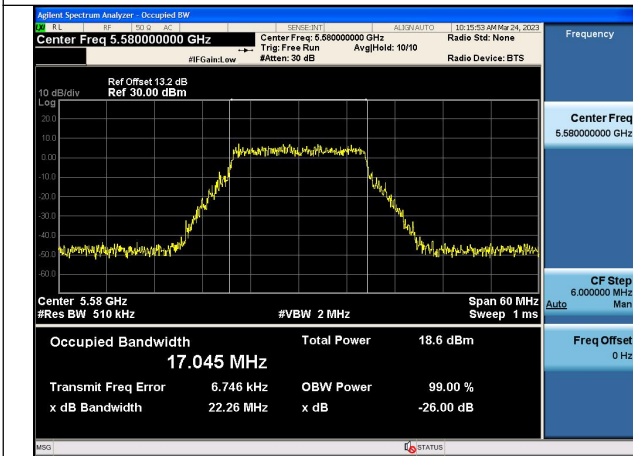 Agilent Spectrum Analyzer - Occupied BW
RL RF 50 Ω AC SENSE:INT ALIGN AUTO 10:15:53 AM Mar 24, 2023
Center Freq 5.580000000 GHz
Center Freq: 5.580000000 GHz
Radio Std: None
Trig: Free Run Avg|Hold: 10/10
#IFGain:Low #Atten: 30 dB Radio Device: BTS
Ref Offset 13.2 dB
10 dB/div Ref 30.00 dBm
Log
20.0
10.0
0.00
-10.0
-20.0
-30.0
-40.0
-50.0
-60.0
Center 5.58 GHz Span 60 MHz
#Res BW 510 kHz #VBW 2 MHz Sweep 1 ms
Occupied Bandwidth Total Power 18.6 dBm
17.045 MHz
Transmit Freq Error 6.746 kHz OBW Power 99.00 %
x dB Bandwidth 22.26 MHz x dB -26.00 dB
MSG STATUS
Frequency
Center Freq
5.580000000 GHz
CF Step
6.000000 MHz
Auto Man
Freq Offset
0 Hz